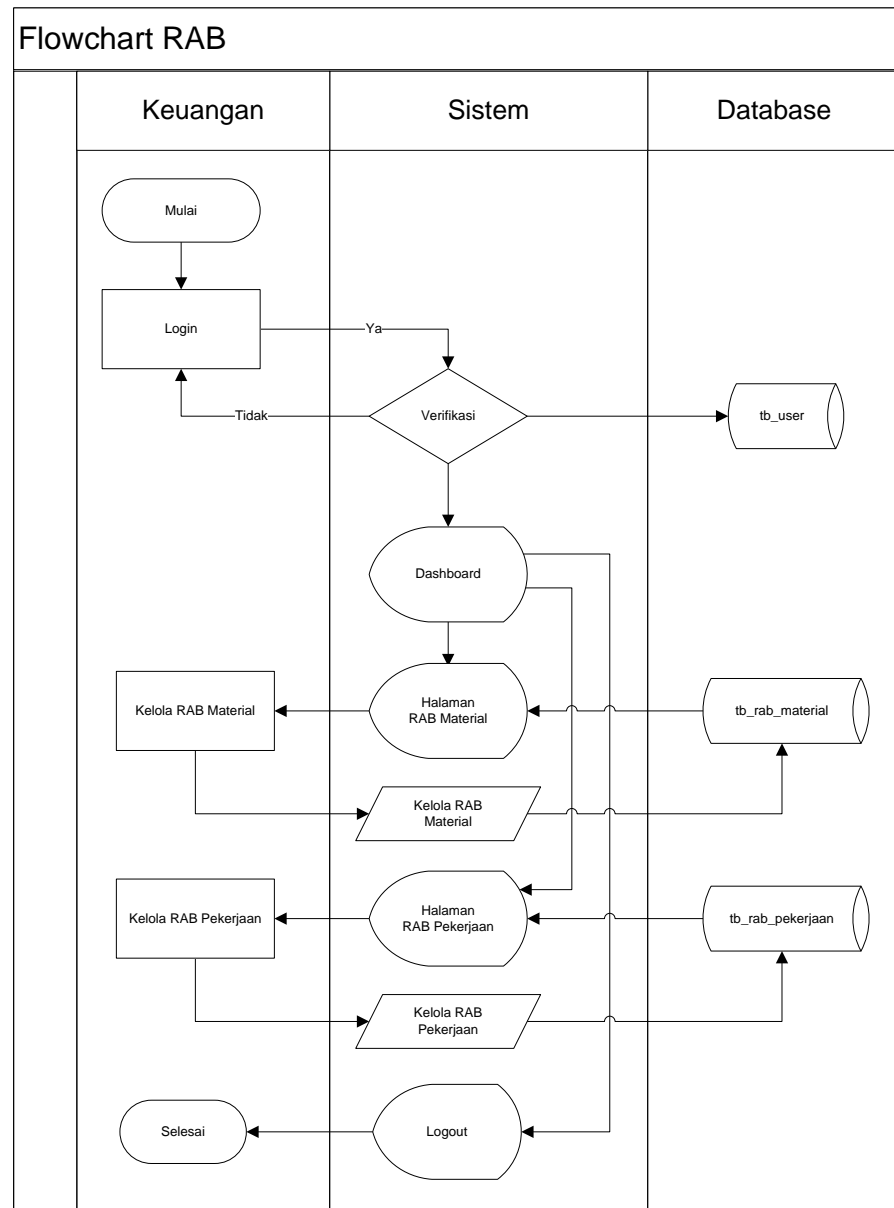 Flowchart RAB
Keuangan
Sistem
Database
Mulai
Login
Ya
Tidak
Verifikasi
tb_user
Dashboard
Kelola RAB Material
Halaman
RAB Material
tb_rab_material
Kelola RAB
Material
Kelola RAB Pekerjaan
Halaman
RAB Pekerjaan
tb_rab_pekerjaan
Kelola RAB
Pekerjaan
Selesai
Logout